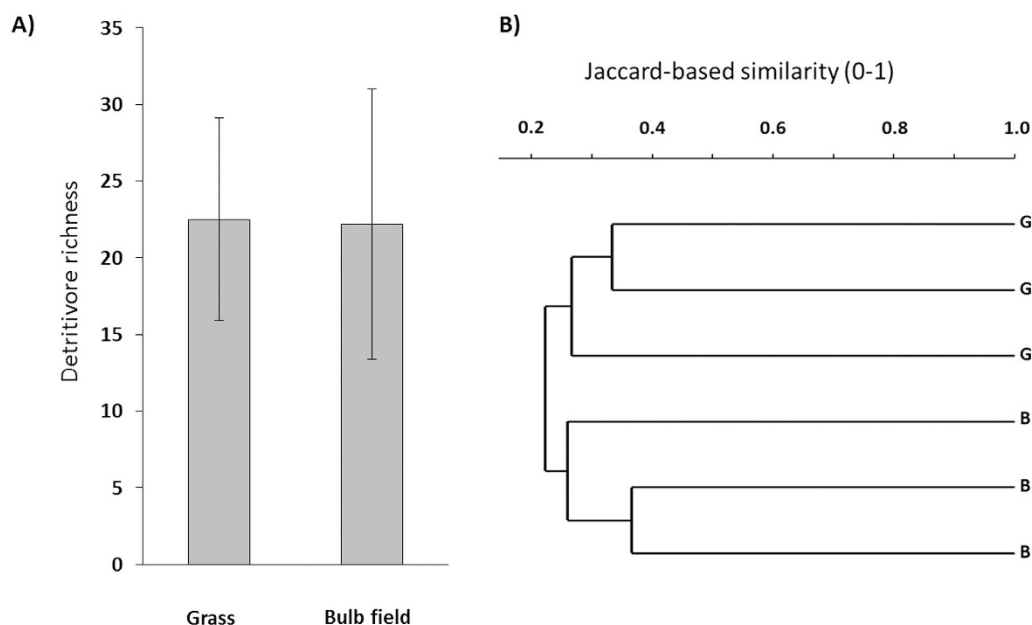 A)
Detritivore richness
35
30
25
20
15
10
5
0
Grass Bulb field
B)
Jaccard-based similarity (0-1)
0.2 0.4 0.6 0.8 1.0
G
G
G
B
B
B